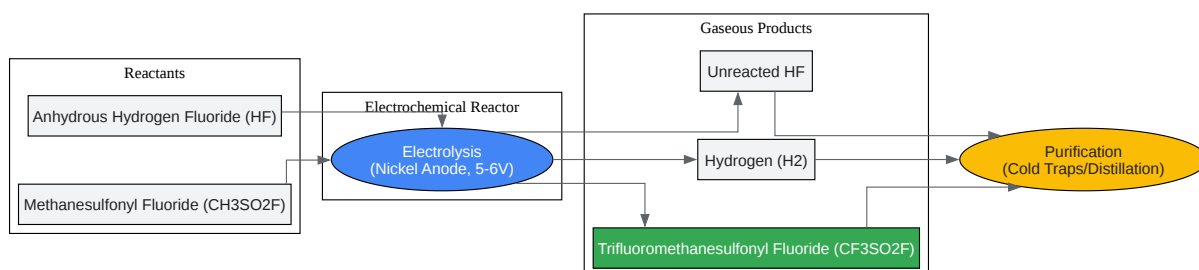 Gaseous Products
Reactants
Unreacted HF
Anhydrous Hydrogen Fluoride (HF)
Electrochemical Reactor
Electrolysis
(Nickel Anode, 5-6V)
Hydrogen (H2)
Purification
(Cold Traps/Distillation)
Methanesulfonyl Fluoride (CH3SO2F)
Trifluoromethanesulfonyl Fluoride (CF3SO2F)